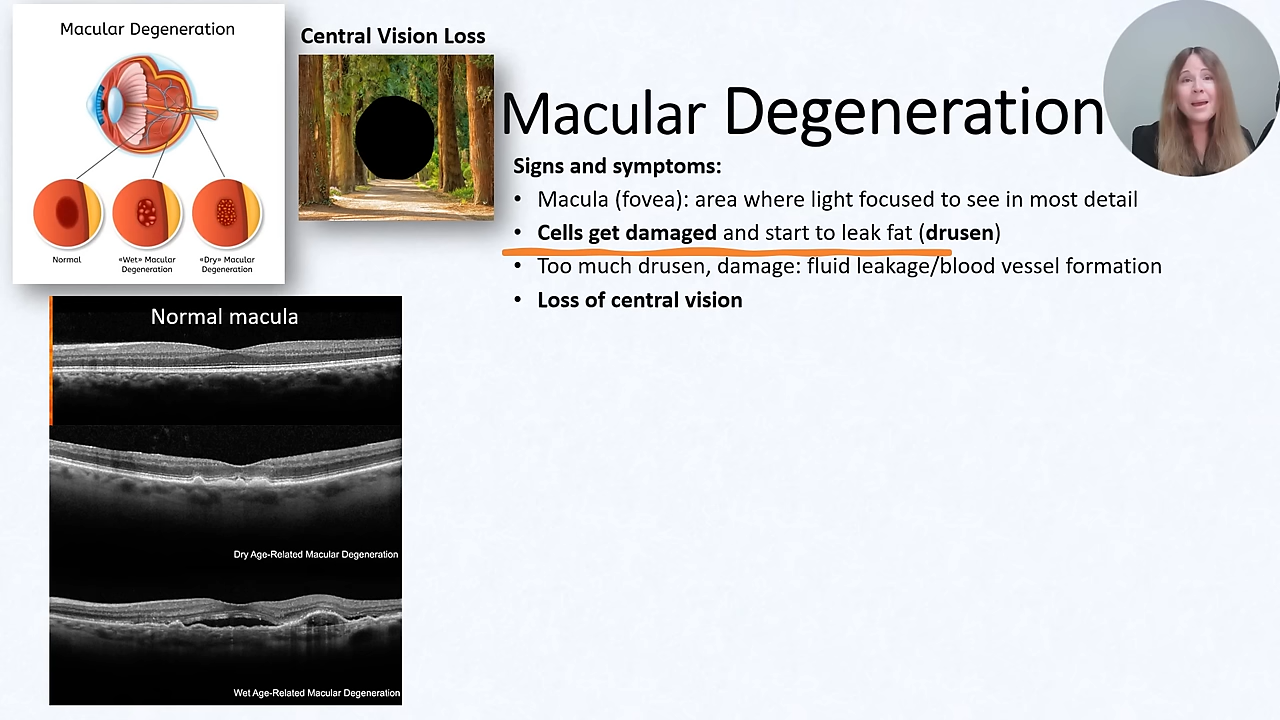 Macular Degeneration
Normal
«Wet» Macular
Degeneration
«Dry» Macular
Degeneration
Central Vision Loss
Macular Degeneration
Signs and symptoms:
• Macula (fovea): area where light focused to see in most detail
• Cells get damaged and start to leak fat (drusen)
• Too much drusen, damage: fluid leakage/blood vessel formation
• Loss of central vision
Normal macula
Dry Age-Related Macular Degeneration
Wet Age-Related Macular Degeneration